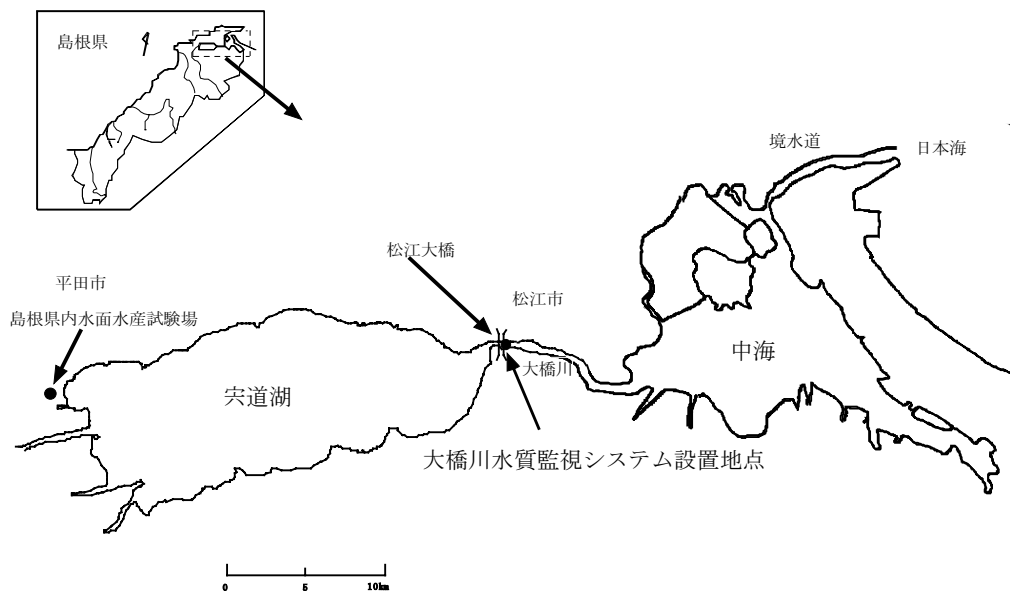 島根県
境水道
日本海
松江大橋
平田市
松江市
島根県内水面水産試験場
中海
大橋川
宍道湖
大橋川水質監視システム設置地点
0 5 10km